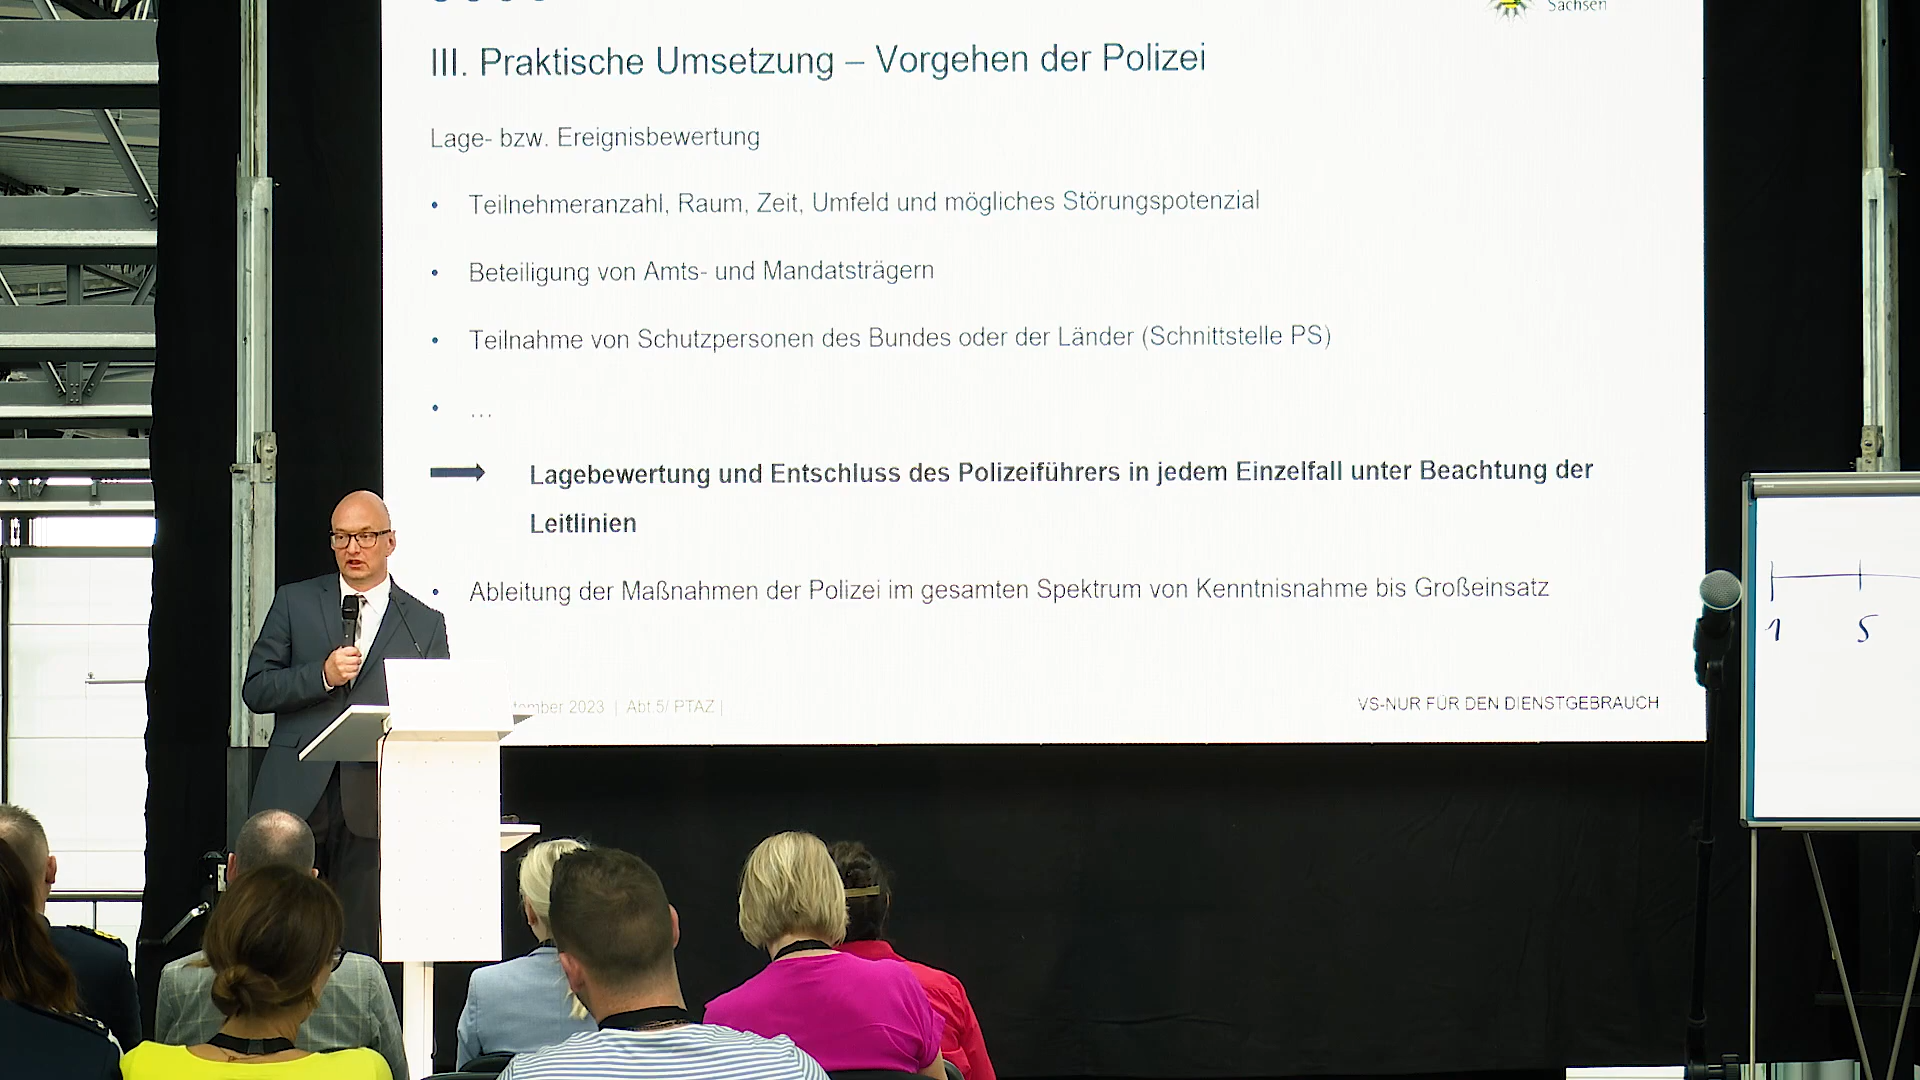 Sachsen
III. Praktische Umsetzung – Vorgehen der Polizei
Lage- bzw. Ereignisbewertung
• Teilnehmeranzahl, Raum, Zeit, Umfeld und mögliches Störungspotenzial
• Beteiligung von Amts- und Mandatsträgern
• Teilnahme von Schutzpersonen des Bundes oder der Länder (Schnittstelle PS)
• …
Lagebewertung und Entschluss des Polizeiführers in jedem Einzelfall unter Beachtung der
Leitlinien
• Ableitung der Maßnahmen der Polizei im gesamten Spektrum von Kenntnisnahme bis Großeinsatz
2023 | Abt.5/ PTAZ |
VS-NUR FÜR DEN DIENSTGEBRAUCH
1 5